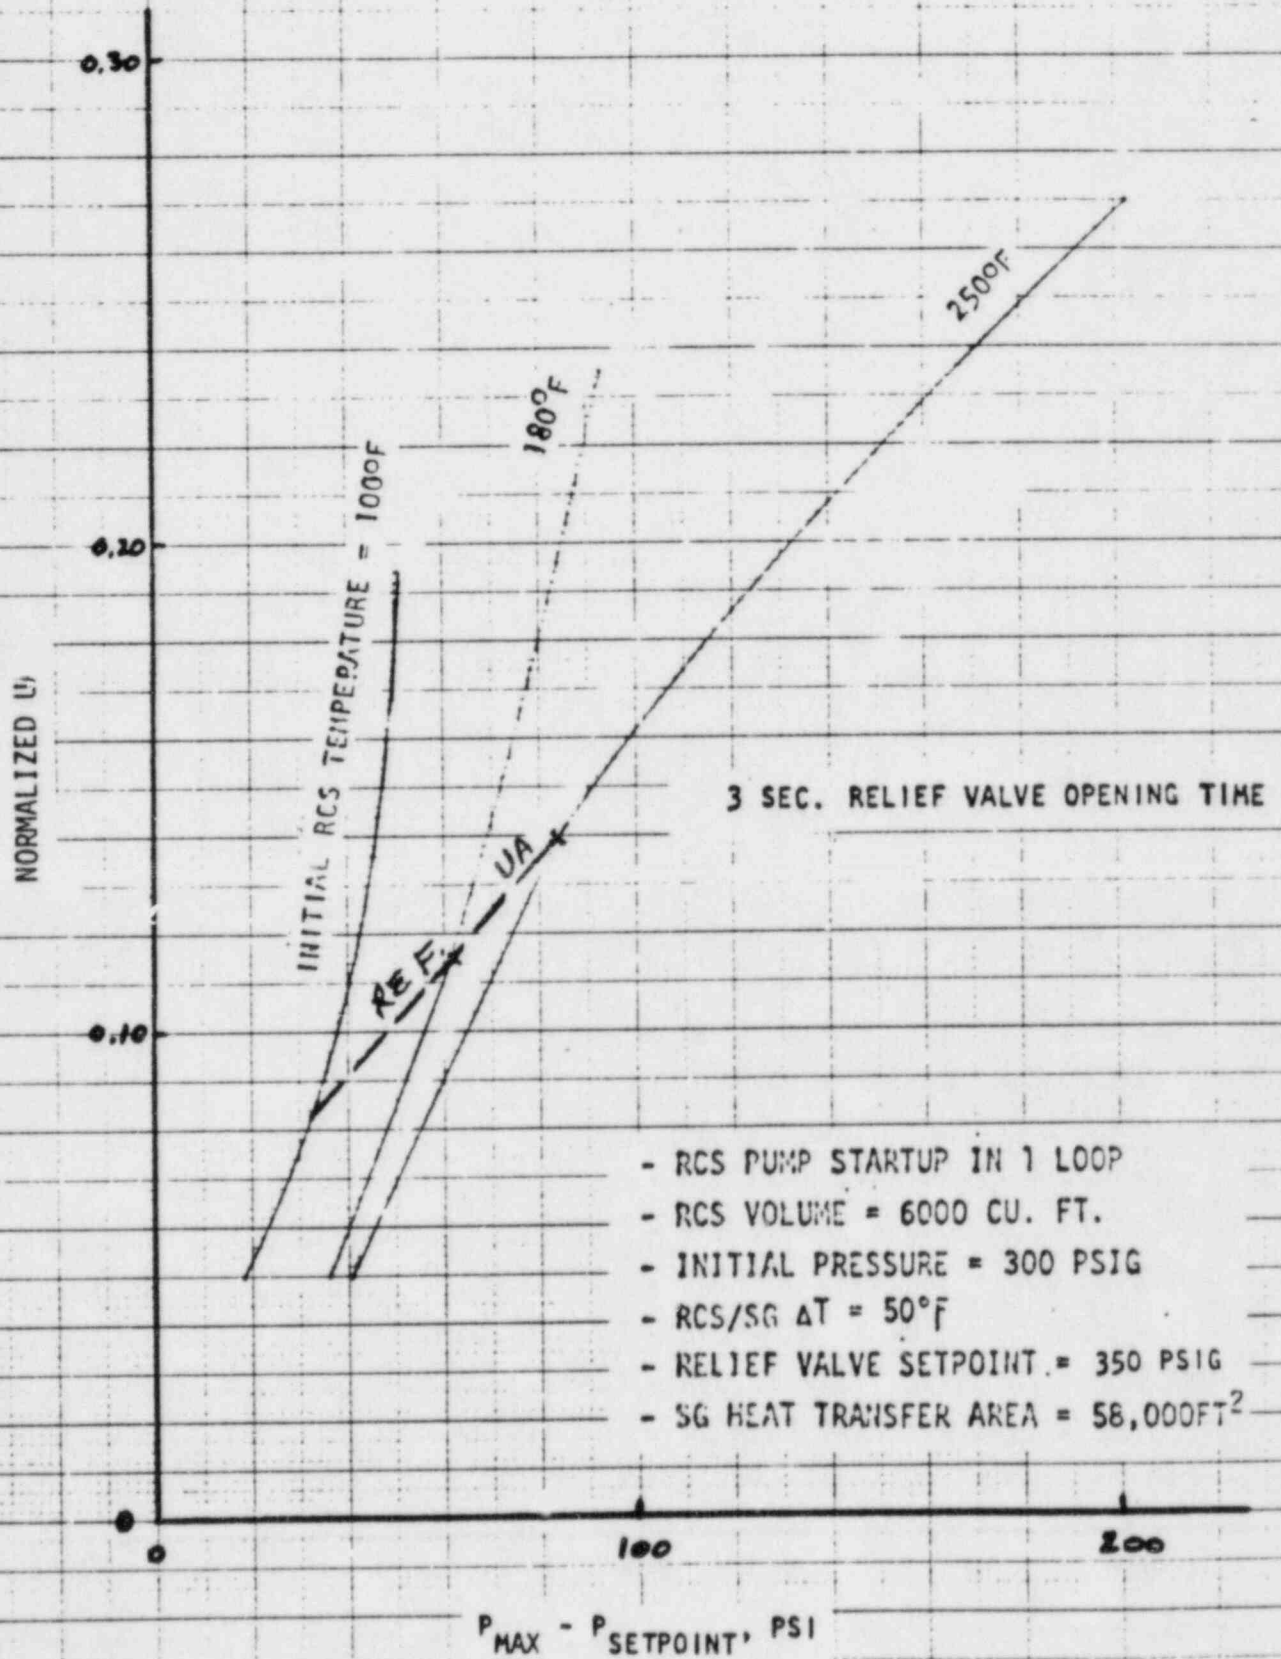 0.30
0.20
0.10
0
0
100
200
NORMALIZED U
INITIAL RCS TEMPERATURE = 100°F
180°F
250°F
REF. UA
3 SEC. RELIEF VALVE OPENING TIME
- RCS PUMP STARTUP IN 1 LOOP
- RCS VOLUME = 6000 CU. FT.
- INITIAL PRESSURE = 300 PSIG
- RCS/SG ΔT = 50°F
- RELIEF VALVE SETPOINT = 350 PSIG
- SG HEAT TRANSFER AREA = 58,000FT²
P MAX - P SETPOINT, PSI